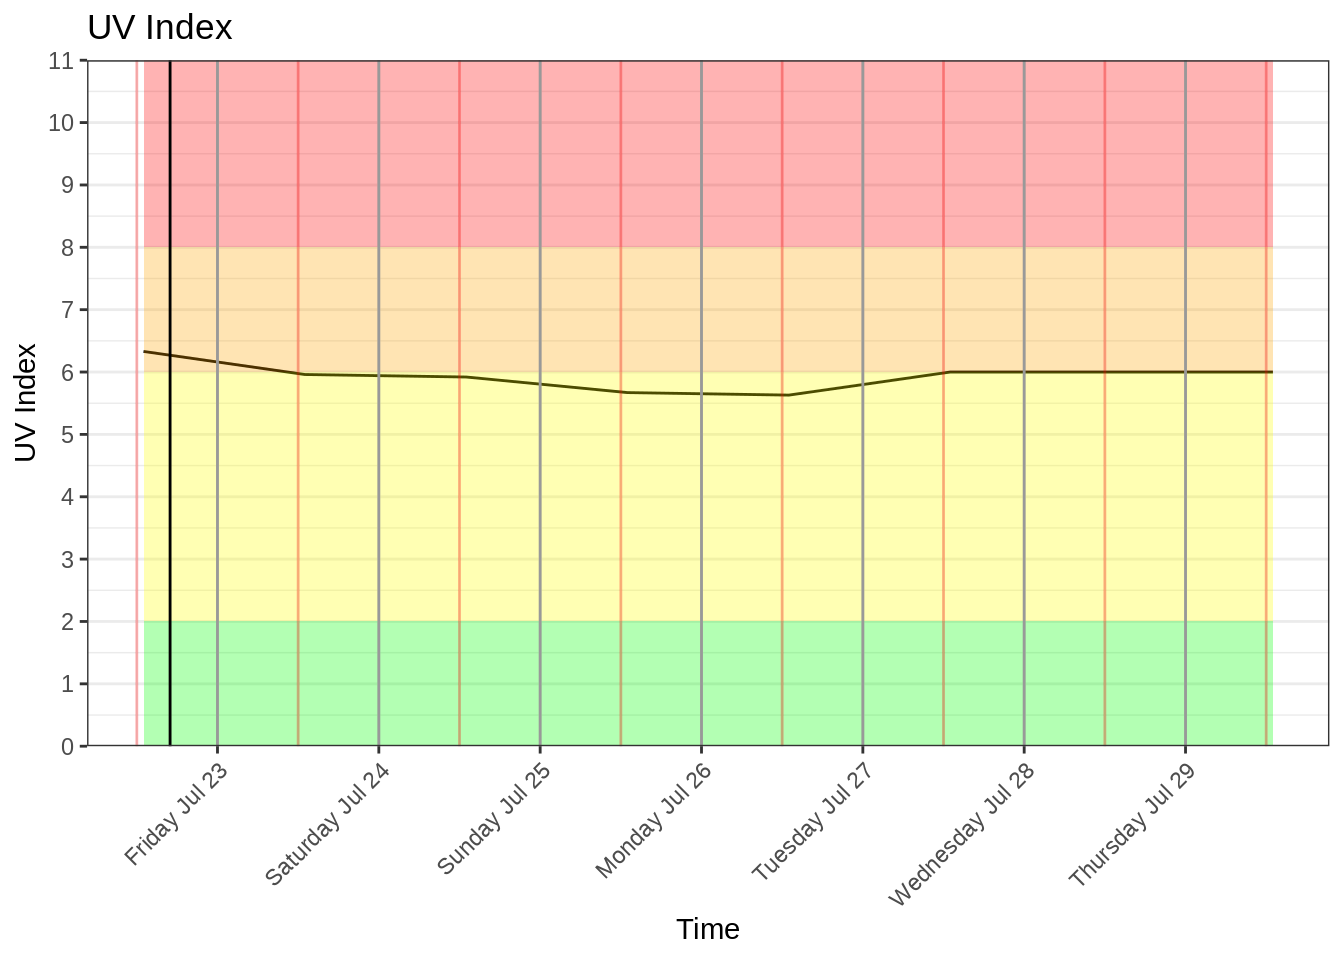 UV Index
11
10
9
8
7
6
5
4
3
2
1
0
UV Index
Friday Jul 23
Saturday Jul 24
Sunday Jul 25
Monday Jul 26
Tuesday Jul 27
Wednesday Jul 28
Thursday Jul 29
Time